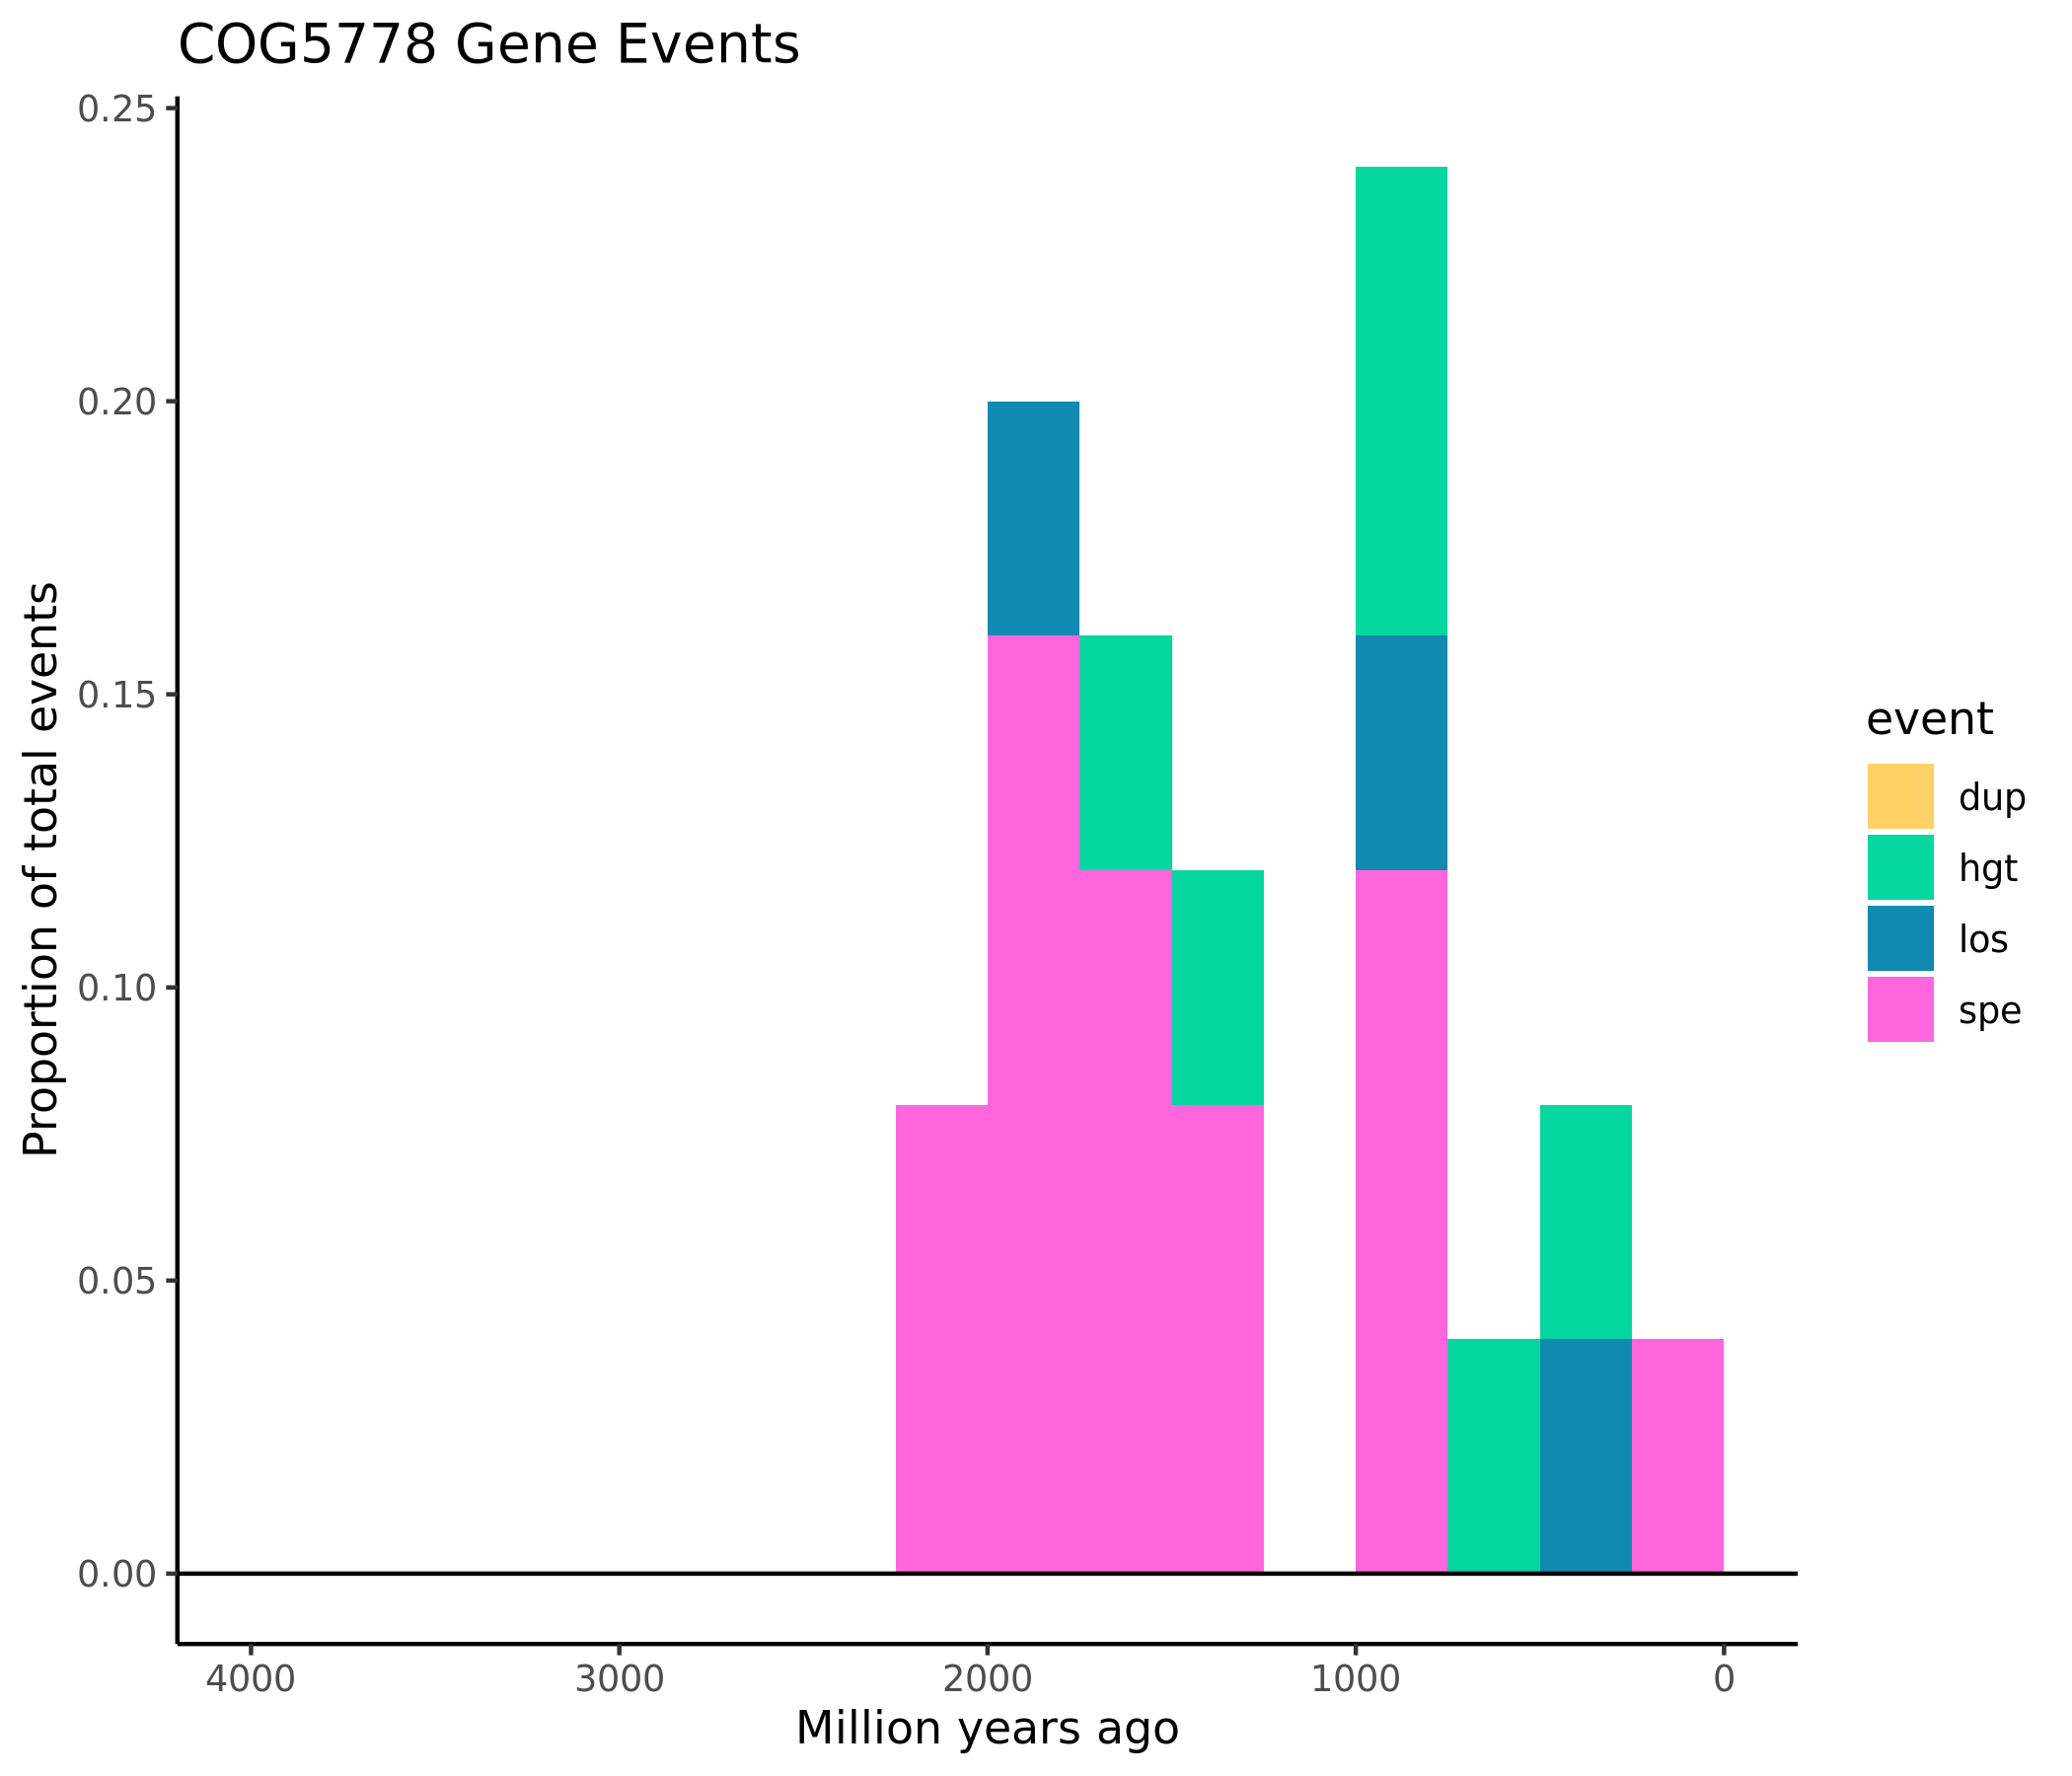 COG5778 Gene Events
Proportion of total events
0.25
0.20
0.15
0.10
0.05
0.00
4000 3000 2000 1000 0
Million years ago
event
dup
hgt
los
spe